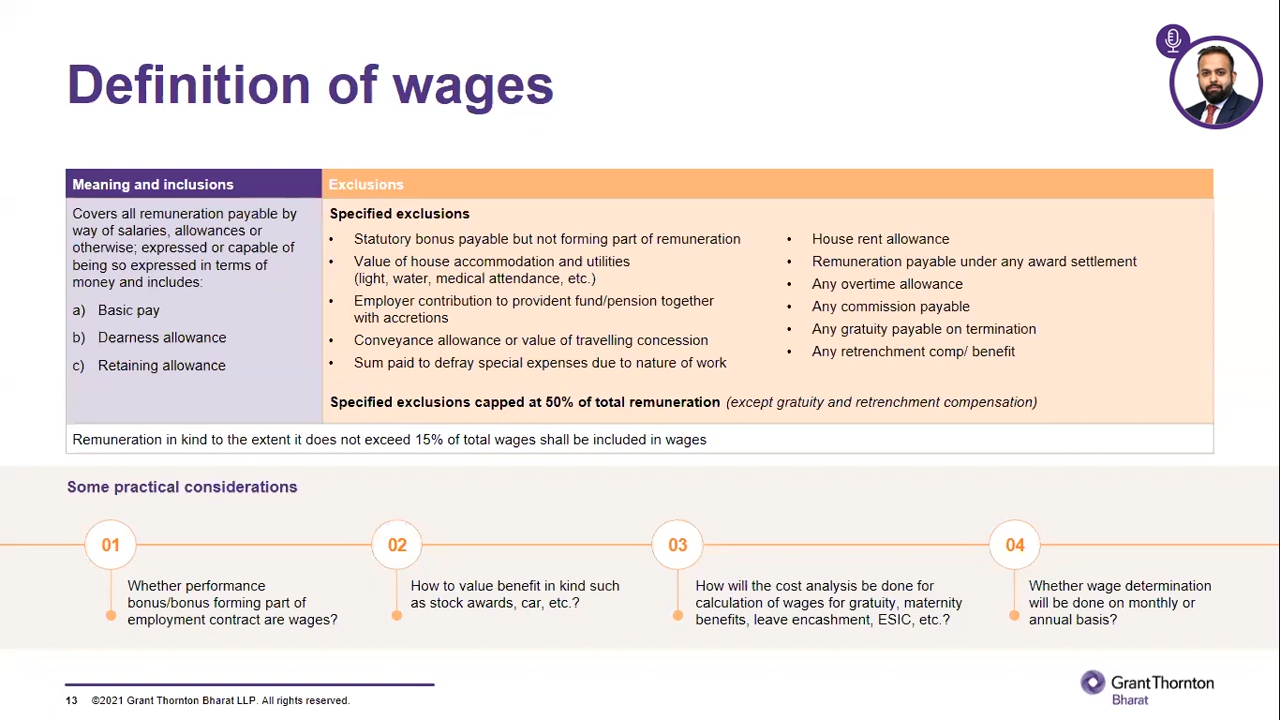 Definition of wages
Meaning and inclusions
Covers all remuneration payable by
way of salaries, allowances or
otherwise; expressed or capable of
being so expressed in terms of
money and includes:
a) Basic pay
b) Dearness allowance
c) Retaining allowance
Exclusions
Specified exclusions
• Statutory bonus payable but not forming part of remuneration
• Value of house accommodation and utilities
(light, water, medical attendance, etc.)
• Employer contribution to provident fund/pension together
with accretions
• Conveyance allowance or value of travelling concession
• Sum paid to defray special expenses due to nature of work
• House rent allowance
• Remuneration payable under any award settlement
• Any overtime allowance
• Any commission payable
• Any gratuity payable on termination
• Any retrenchment comp/ benefit
Specified exclusions capped at 50% of total remuneration (except gratuity and retrenchment compensation)
Remuneration in kind to the extent it does not exceed 15% of total wages shall be included in wages
Some practical considerations
01
Whether performance
bonus/bonus forming part of
employment contract are wages?
02
How to value benefit in kind such
as stock awards, car, etc.?
03
How will the cost analysis be done for
calculation of wages for gratuity, maternity
benefits, leave encashment, ESIC, etc.?
04
Whether wage determination
will be done on monthly or
annual basis?
13 ©2021 Grant Thornton Bharat LLP. All rights reserved.
GrantThornton
Bharat